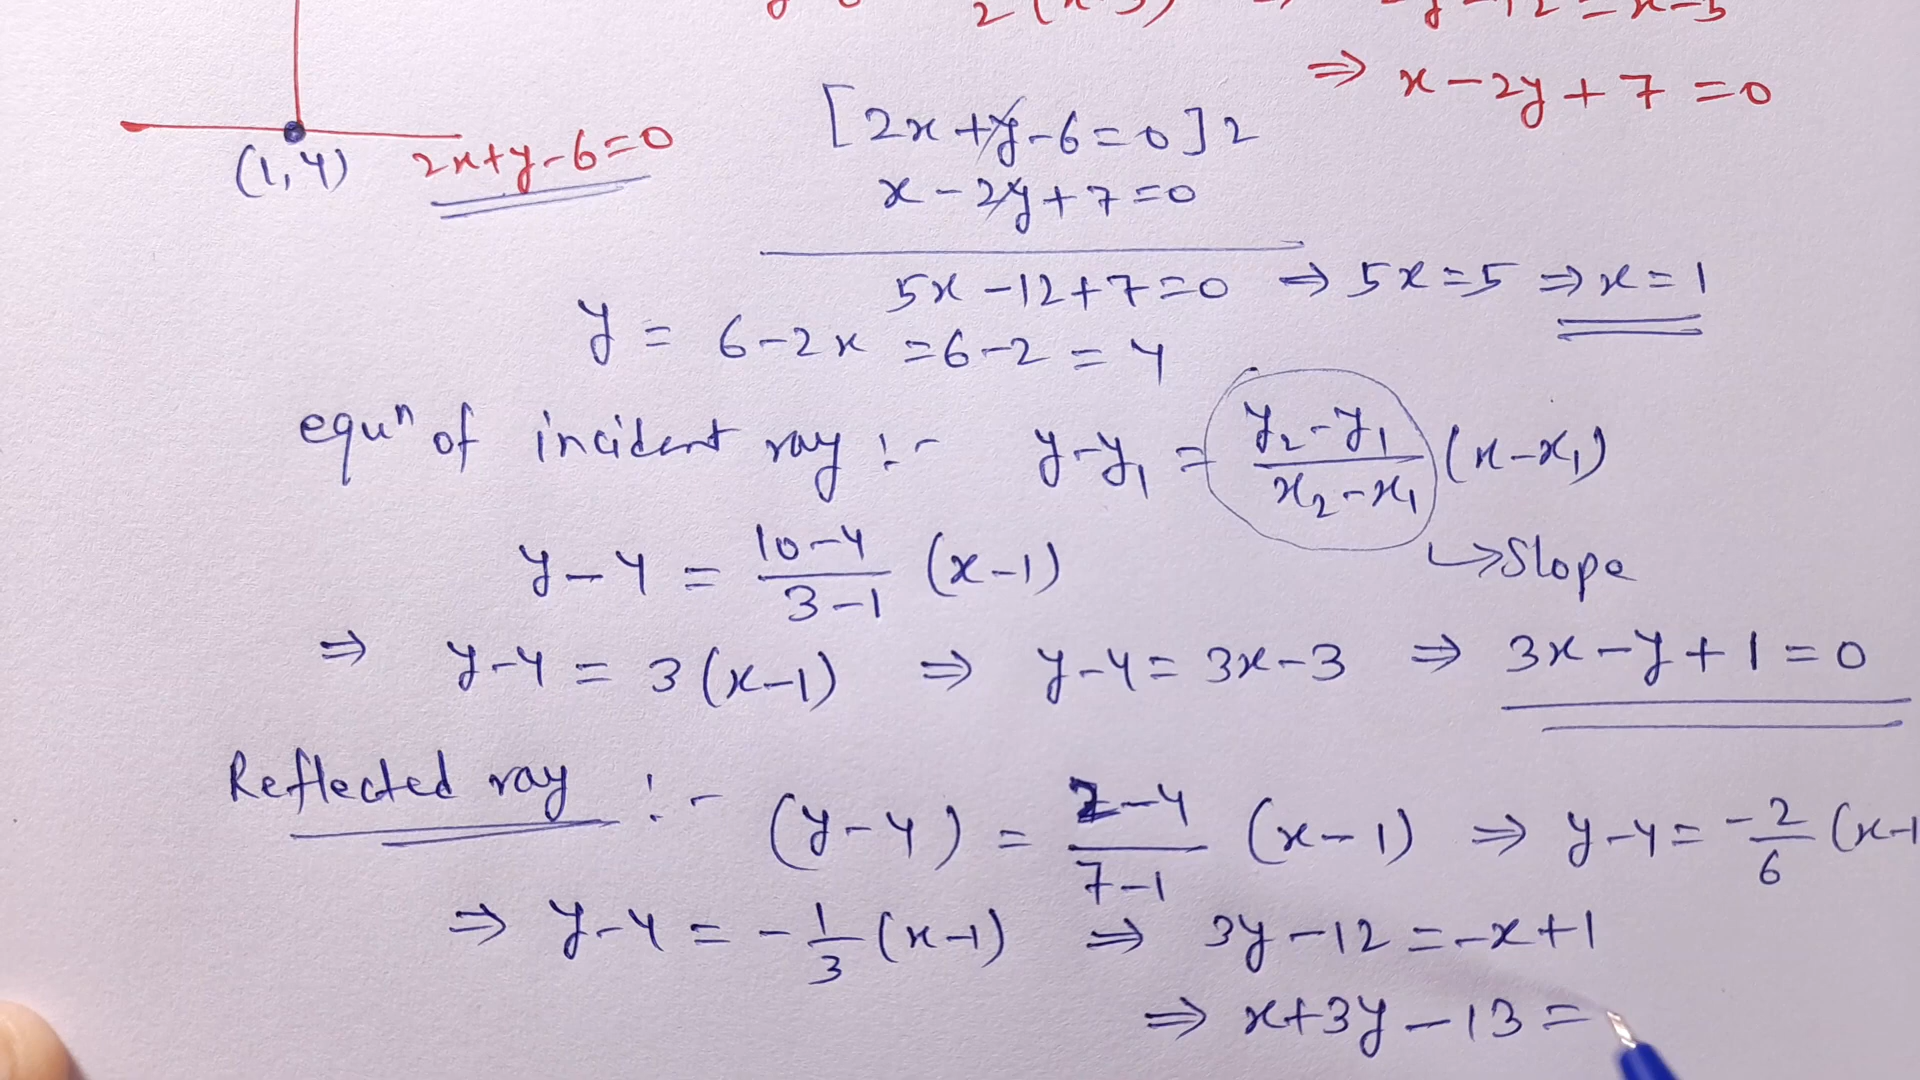 ⇒ x-2y+7=0
(1,4) 2x+y-6=0
[2x+y-6=0]2
x-2y+7=0
5x-12+7=0 ⇒ 5x=5 ⇒ x=1
y = 6-2x =6-2 = 4
equⁿ of incident ray :- y-y₁ = y₂-y₁/x₂-x₁ (x-x₁)
↳Slope
y-4 = 10-4/3-1 (x-1)
⇒ y-4 = 3(x-1) ⇒ y-4= 3x-3 ⇒ 3x-y+1=0
Reflected ray :- (y-4) = 2-4/7-1 (x-1) ⇒ y-4= -2/6 (x-1
⇒ y-4 = -1/3 (x-1) ⇒ 3y-12=-x+1
⇒ x+3y-13=